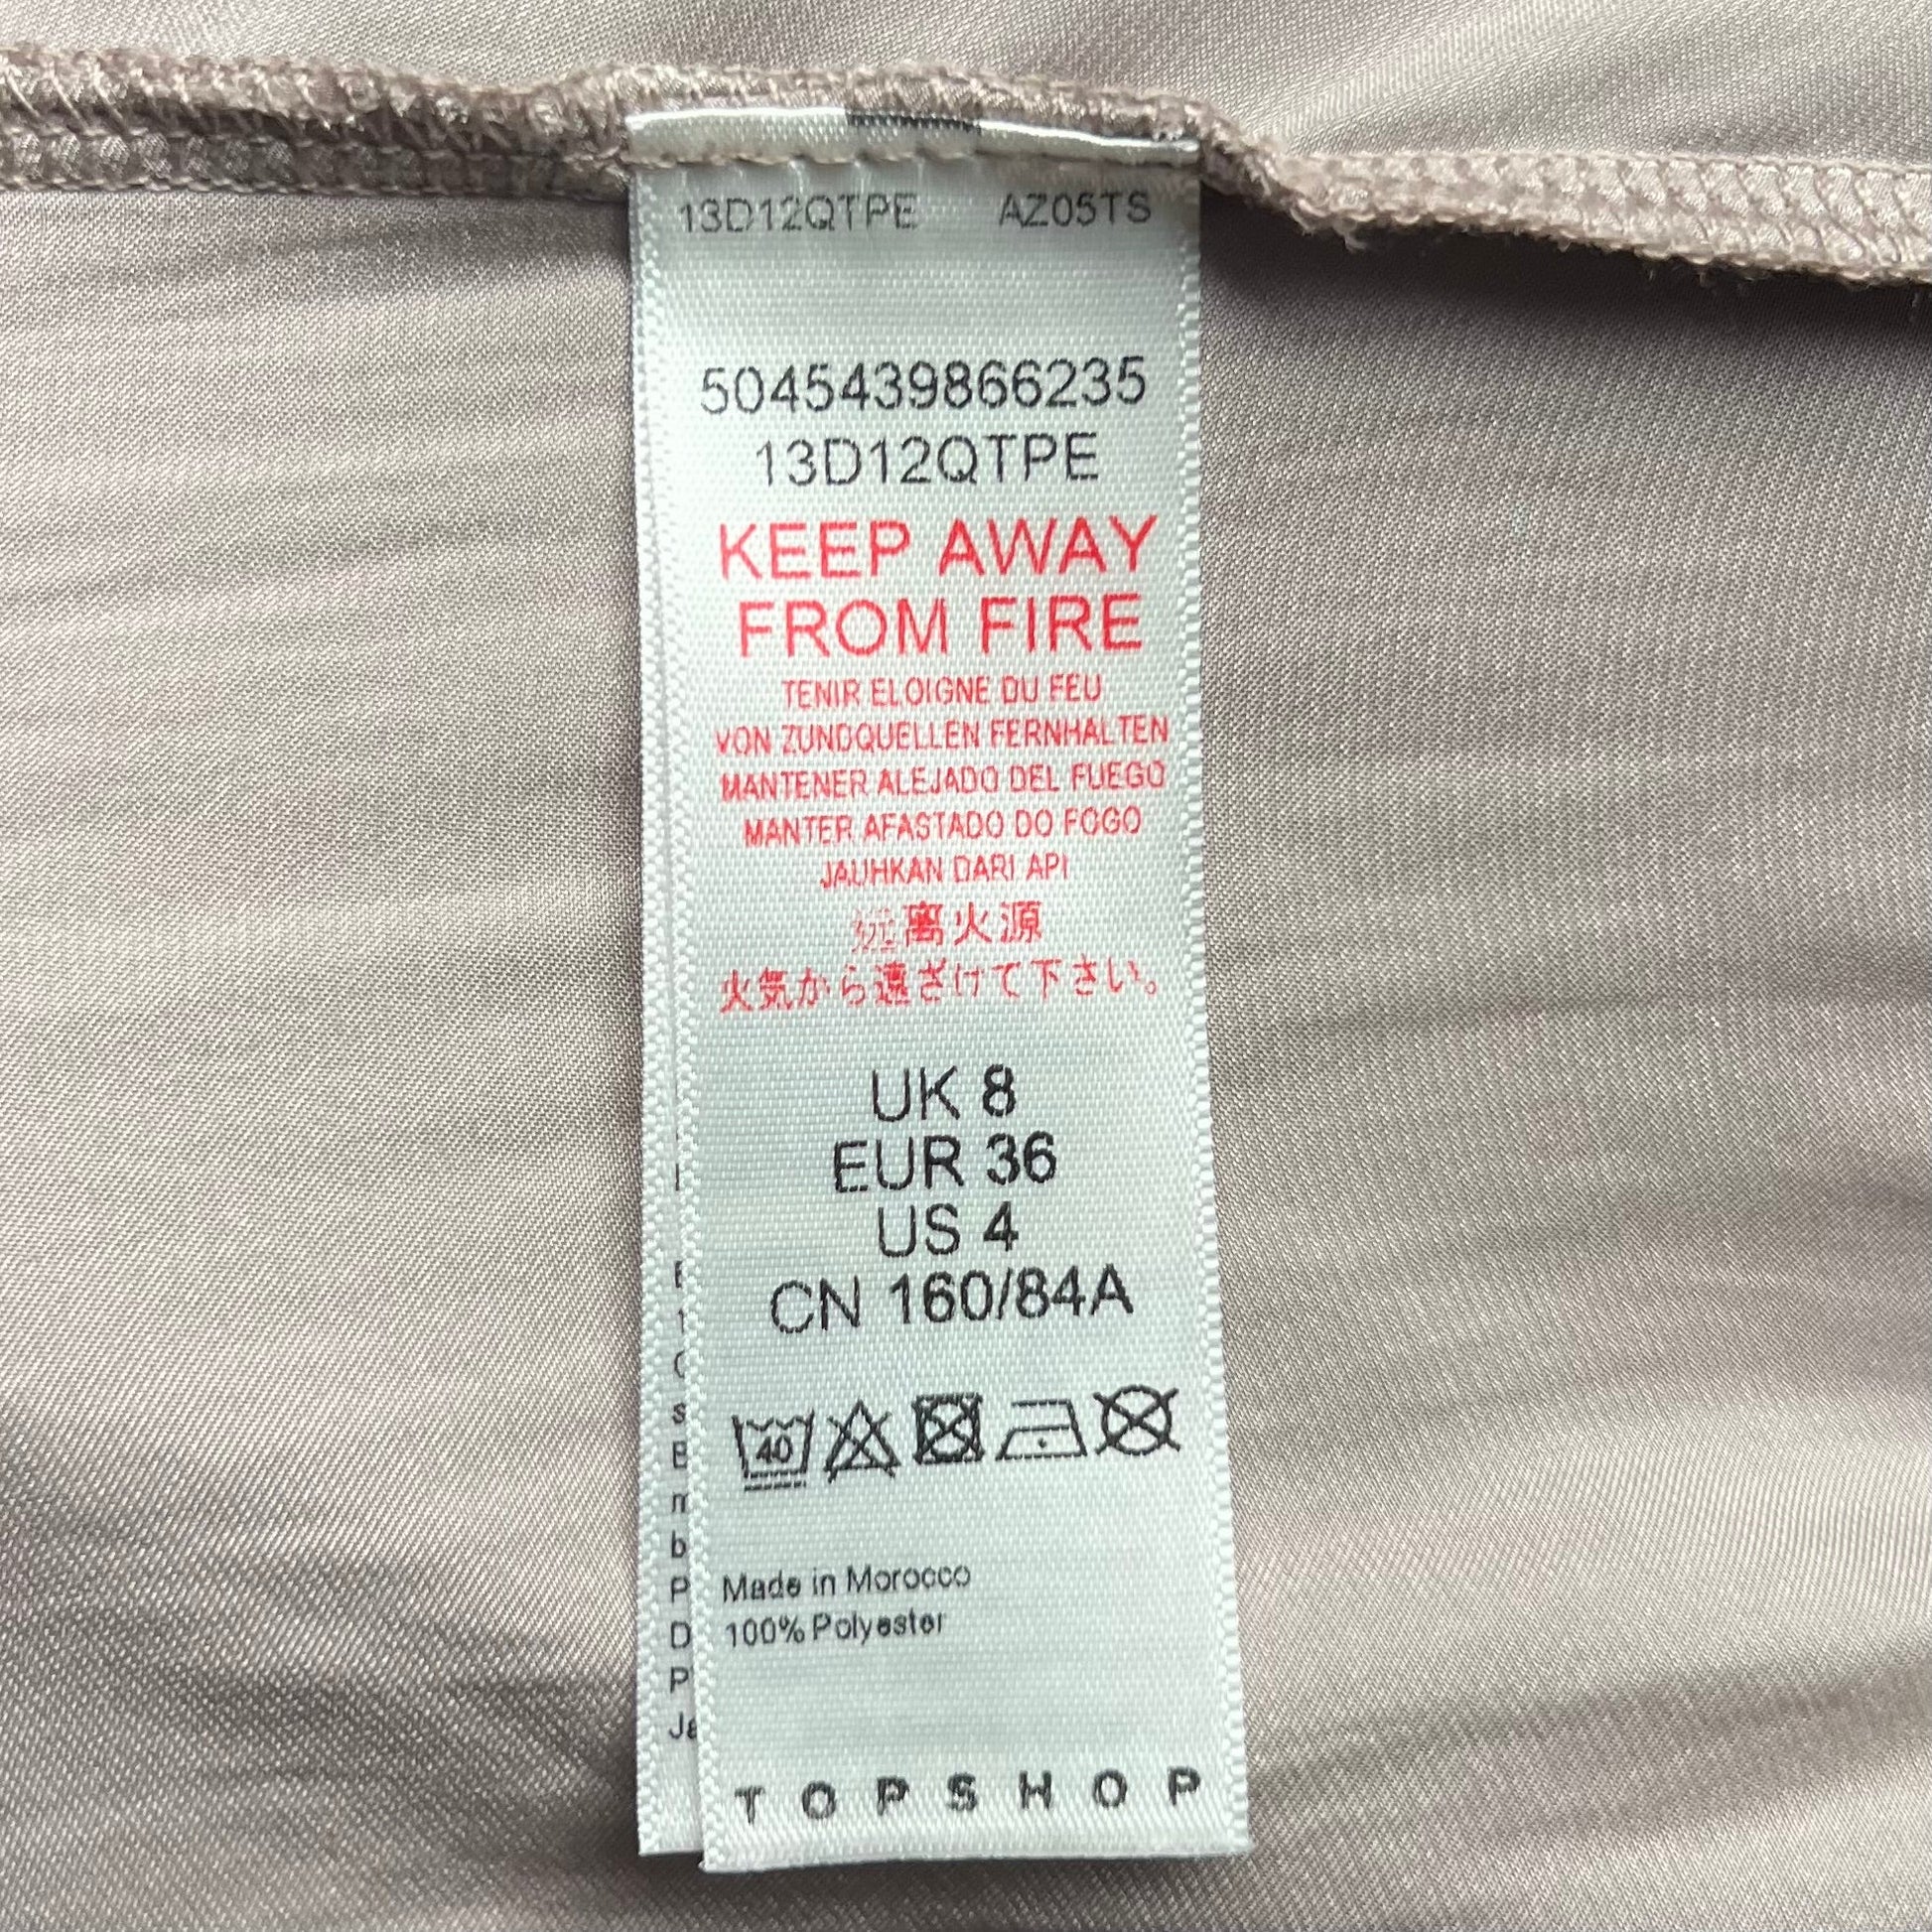 13D12QTPE AZ05TS
5045439866235
13D12QTPE
KEEP AWAY
FROM FIRE
TENIR ELOIGNE DU FEU
VON ZUNDQUELLEN FERNHALTEN
MANTENER ALEJADO DEL FUEGO
MANTER AFASTADO DO FOGO
JAUHKAN DARI API
远离火源
火気から遠ざけて下さい。
UK 8
EUR 36
US 4
CN 160/84A
40
Made in Morocco
100% Polyester
TOPSHOP